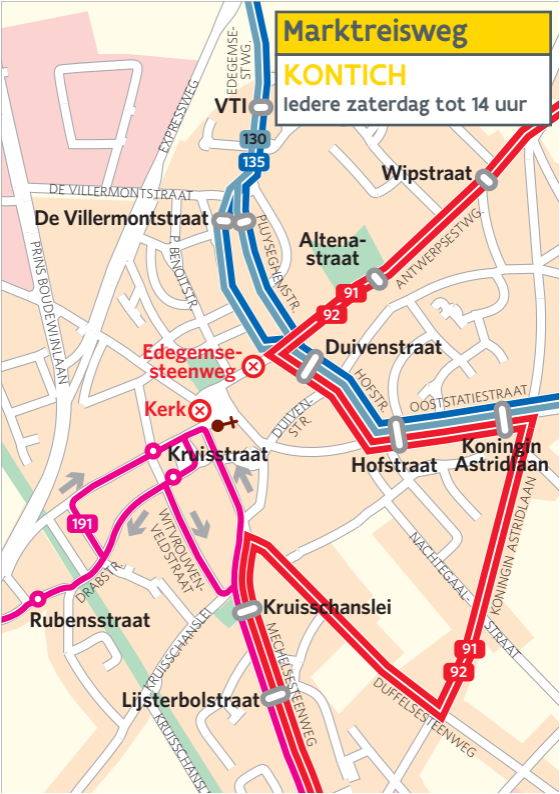 Marktreisweg
KONTICH
Iedere zaterdag tot 14 uur
EDEGEMSE-
STWG.
EXPRESSWEG
VTI
130
135
Wipstraat
DE VILLERMONTSTRAAT
De Villermontstraat
PLUYSEGHEMSTR.
P. BENOITSTR.
PRINS BOUDEWIJNLAAN
Altena-
straat
ANTWERPSESTWG.
91
92
Edegemse-
steenweg
Duivenstraat
Kerk
DUIVEN-
STR.
HOFSTR.
OOSTSTATIESTRAAT
Kruisstraat
Hofstraat
Koningin
Astridlaan
191
WITVROUWEN-
VELDSTRAAT
DRABSTR.
Rubensstraat
KRUISSCHANSLEI
Kruisschanslei
NACHTEGAAL-
STRAAT
KONINGIN ASTRIDLAAN
91
92
MECHELSESTEENWEG
Lijsterbolstraat
DUFFELSESTEENWEG
KRUISSCHANSLEI